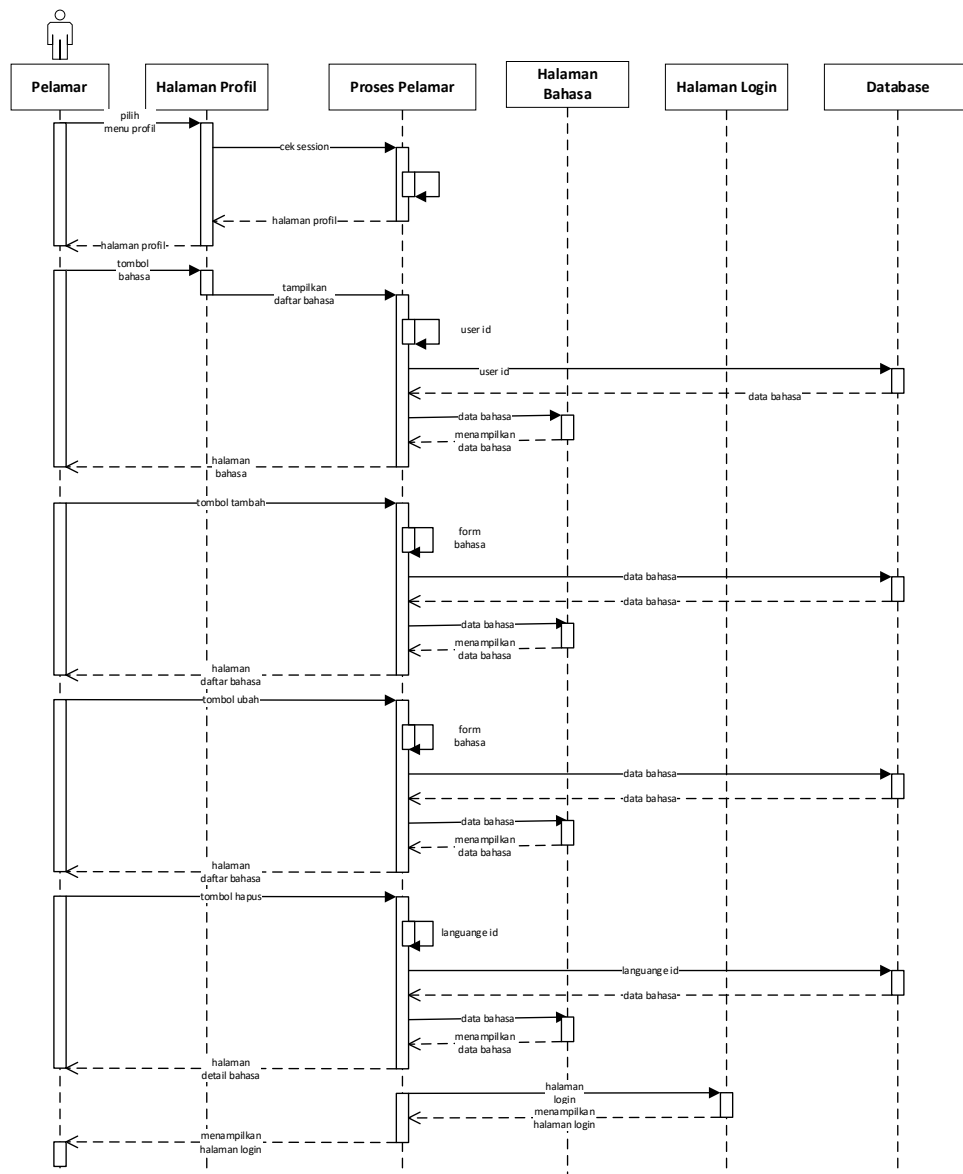 Pelamar
Halaman Profil
Proses Pelamar
Halaman
Bahasa
Halaman Login
Database
pilih
menu profil
cek session
halaman profil
halaman profil
tombol
bahasa
tampilkan
daftar bahasa
user id
user id
data bahasa
data bahasa
menampilkan
data bahasa
halaman
bahasa
tombol tambah
form
bahasa
data bahasa
data bahasa
data bahasa
menampilkan
data bahasa
halaman
daftar bahasa
tombol ubah
form
bahasa
data bahasa
data bahasa
data bahasa
menampilkan
data bahasa
halaman
daftar bahasa
tombol hapus
languange id
languange id
data bahasa
data bahasa
menampilkan
data bahasa
halaman
detail bahasa
halaman
login
menampilkan
halaman login
menampilkan
halaman login